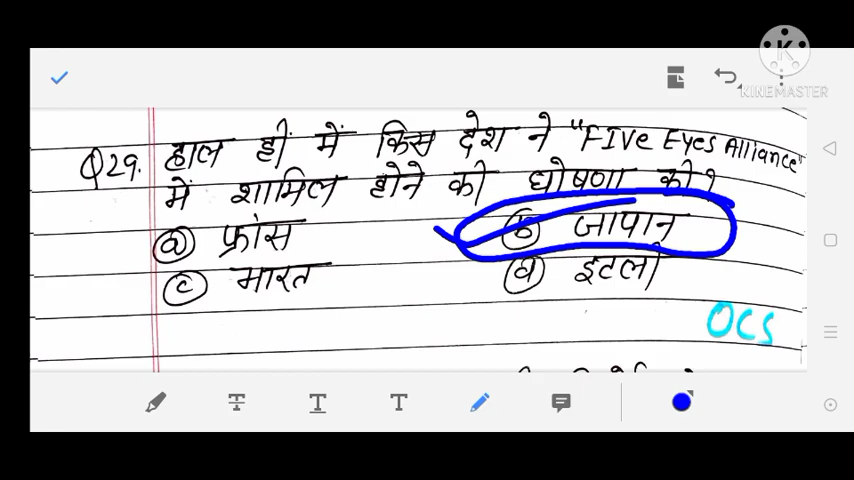 KINEMASTER
Q29. हाल हीं में किस देश ने "FIVe Eyes Alliance"
में शामिल होने की घोषणा की?
(a) फ्रांस (b) जापान
(c) भारत (d) इटली
OCS
T T T